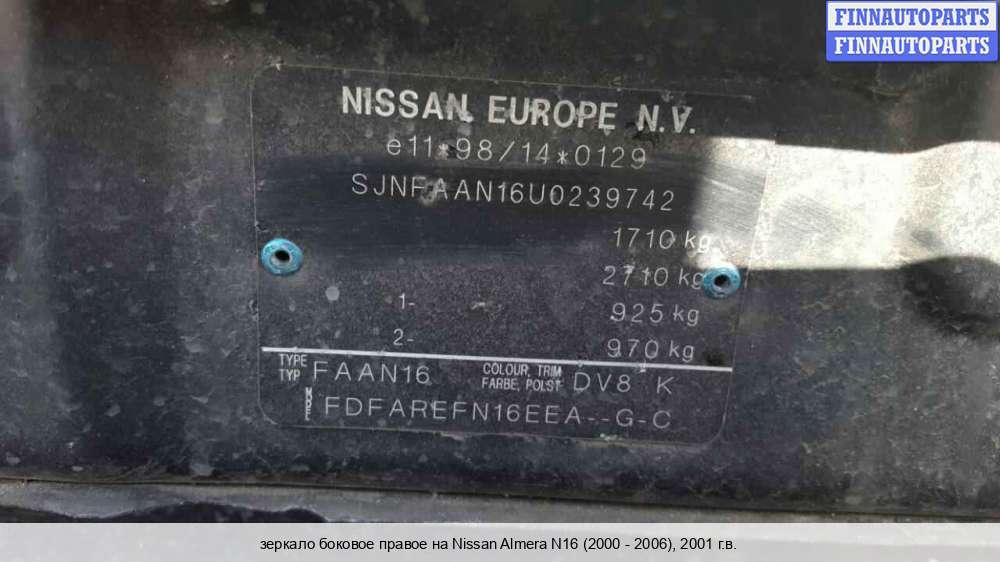 FINNAUTOPARTS
FINNAUTOPARTS
NISSAN EUROPE N.V.
e11*98/14*0129
SJNFAAN16U0239742
1710 kg
2710 kg
1- 925 kg
2- 970 kg
TYPE TYP FAAN16 COLOUR, TRIM FARBE, POLST DV8 K
FDFAREFN16EEA--G-C
зеркало боковое правое на Nissan Almera N16 (2000 - 2006), 2001 г.в.